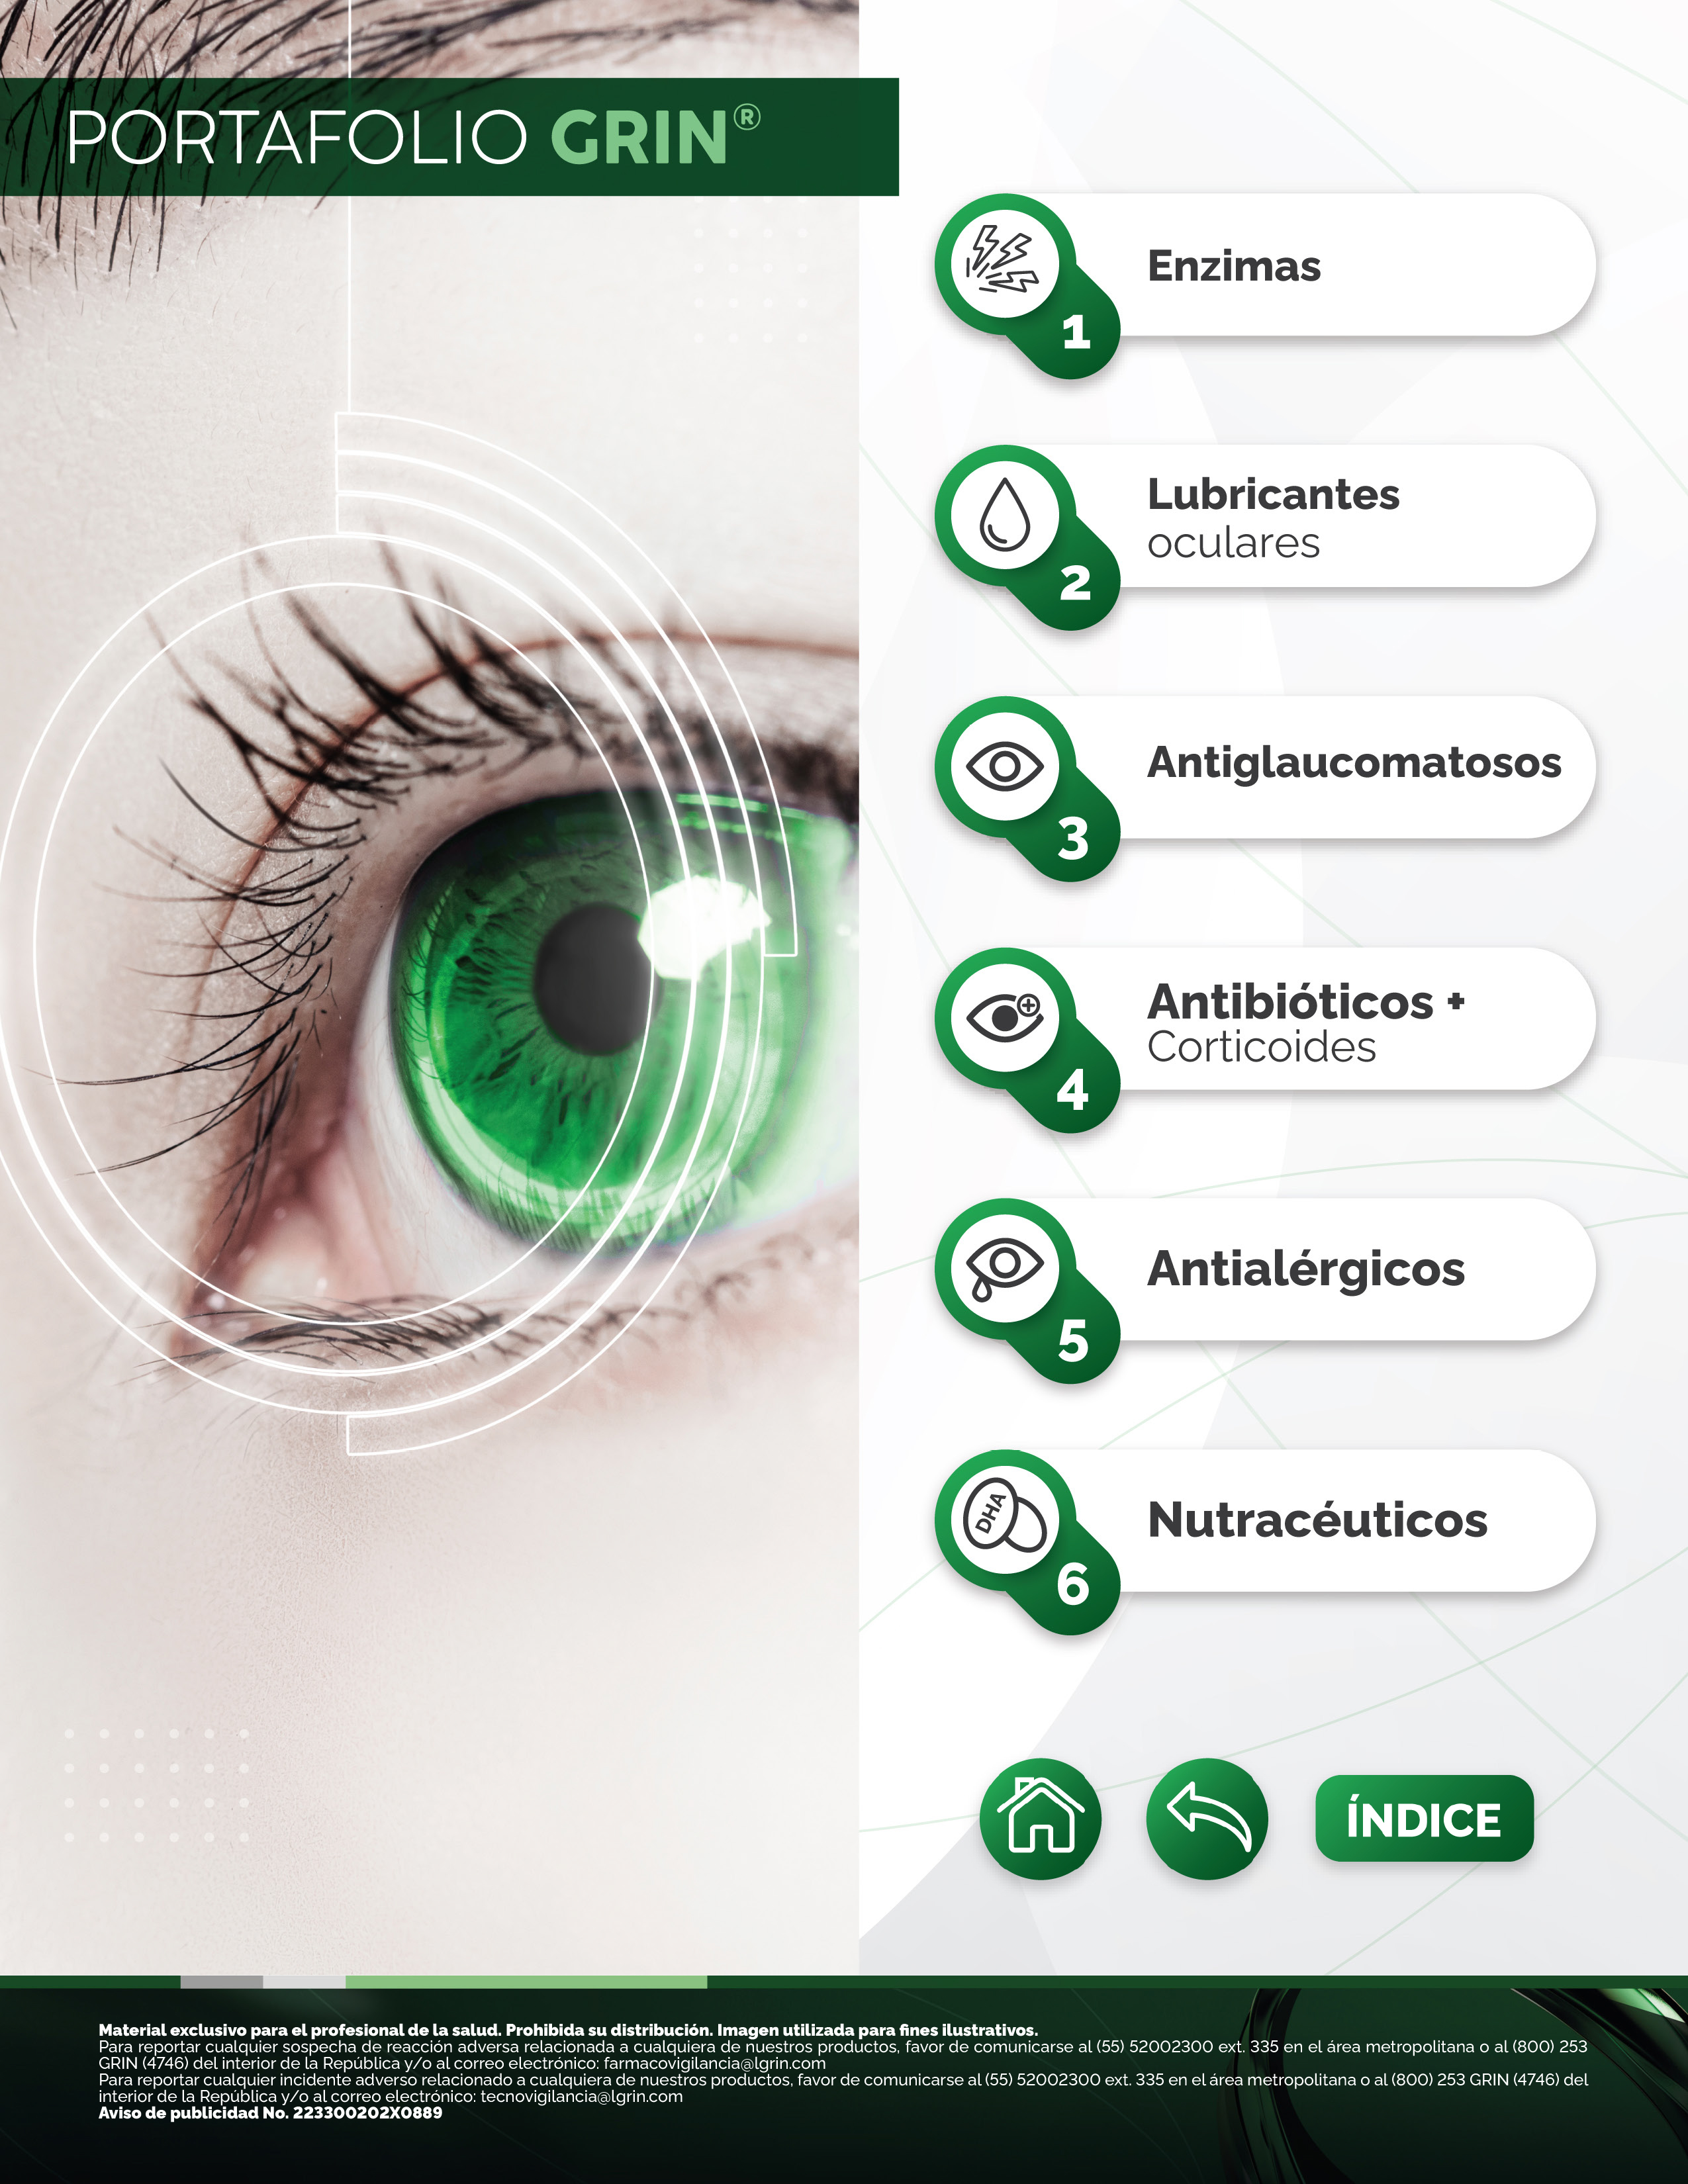 PORTAFOLIO GRIN®
Enzimas
1
Lubricantes
oculares
2
Antiglaucomatosos
3
Antibióticos +
Corticoides
4
Antialérgicos
5
DHA
Nutracéuticos
6
ÍNDICE
Material exclusivo para el profesional de la salud. Prohibida su distribución. Imagen utilizada para fines ilustrativos.
Para reportar cualquier sospecha de reacción adversa relacionada a cualquiera de nuestros productos, favor de comunicarse al (55) 52002300 ext. 335 en el área metropolitana o al (800) 253
GRIN (4746) del interior de la República y/o al correo electrónico: farmacovigilancia@lgrin.com
Para reportar cualquier incidente adverso relacionado a cualquiera de nuestros productos, favor de comunicarse al (55) 52002300 ext. 335 en el área metropolitana o al (800) 253 GRIN (4746) del
interior de la República y/o al correo electrónico: tecnovigilancia@lgrin.com
Aviso de publicidad No. 223300202X0889